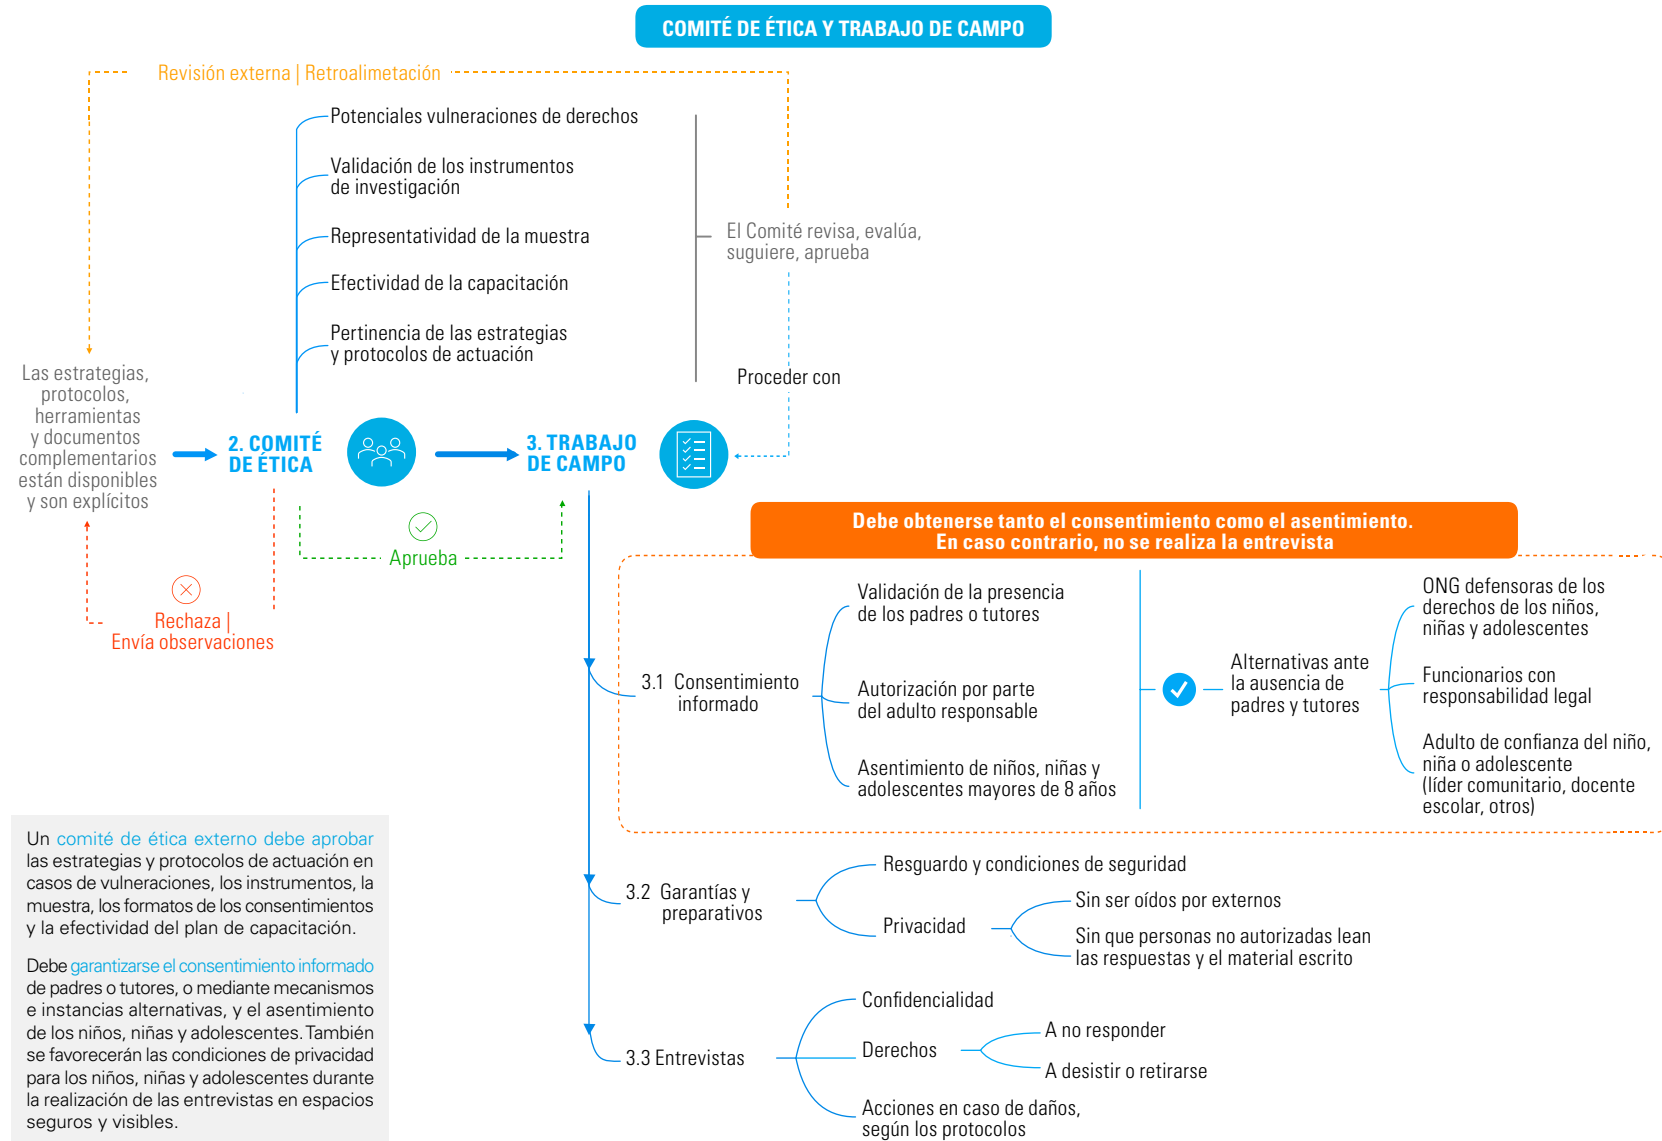 COMITÉ DE ÉTICA Y TRABAJO DE CAMPO
Revisión externa | Retroalimetación
Potenciales vulneraciones de derechos
Validación de los instrumentos
de investigación
Representatividad de la muestra
Efectividad de la capacitación
Pertinencia de las estrategias
y protocolos de actuación
El Comité revisa, evalúa,
suguiere, aprueba
Proceder con
Las estrategias,
protocolos,
herramientas
y documentos
complementarios
están disponibles
y son explícitos
2. COMITÉ
DE ÉTICA
3. TRABAJO
DE CAMPO
Aprueba
Rechaza |
Envía observaciones
Debe obtenerse tanto el consentimiento como el asentimiento.
En caso contrario, no se realiza la entrevista
3.1 Consentimiento
informado
Validación de la presencia
de los padres o tutores
Autorización por parte
del adulto responsable
Asentimiento de niños, niñas y
adolescentes mayores de 8 años
Alternativas ante
la ausencia de
padres y tutores
ONG defensoras de los
derechos de los niños,
niñas y adolescentes
Funcionarios con
responsabilidad legal
Adulto de confianza del niño,
niña o adolescente
(líder comunitario, docente
escolar, otros)
3.2 Garantías y
preparativos
Resguardo y condiciones de seguridad
Privacidad
Sin ser oídos por externos
Sin que personas no autorizadas lean
las respuestas y el material escrito
3.3 Entrevistas
Confidencialidad
Derechos
A no responder
A desistir o retirarse
Acciones en caso de daños,
según los protocolos
Un comité de ética externo debe aprobar
las estrategias y protocolos de actuación en
casos de vulneraciones, los instrumentos, la
muestra, los formatos de los consentimientos
y la efectividad del plan de capacitación.
Debe garantizarse el consentimiento informado
de padres o tutores, o mediante mecanismos
e instancias alternativas, y el asentimiento
de los niños, niñas y adolescentes. También
se favorecerán las condiciones de privacidad
para los niños, niñas y adolescentes durante
la realización de las entrevistas en espacios
seguros y visibles.